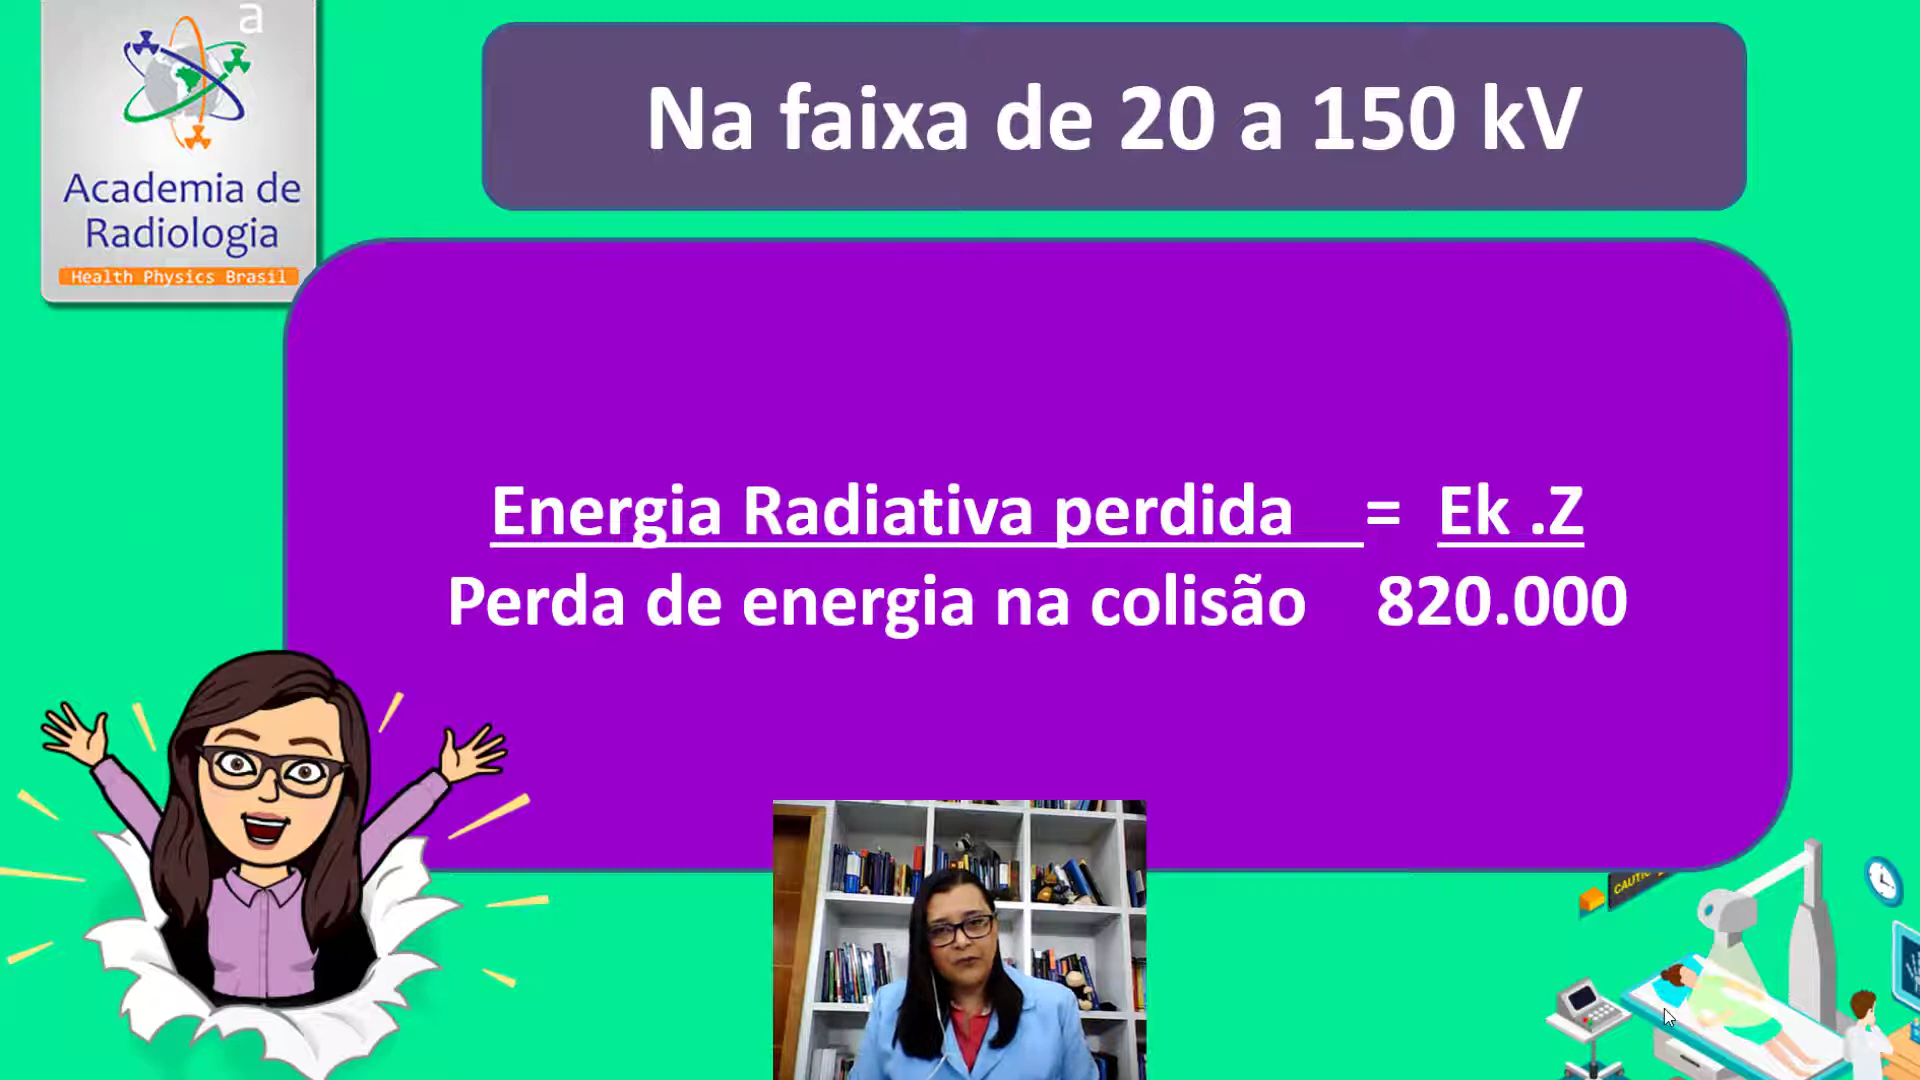 a
Academia de
Radiologia
Health Physics Brasil
Na faixa de 20 a 150 kV
Energia Radiativa perdida = Ek .Z
Perda de energia na colisão 820.000